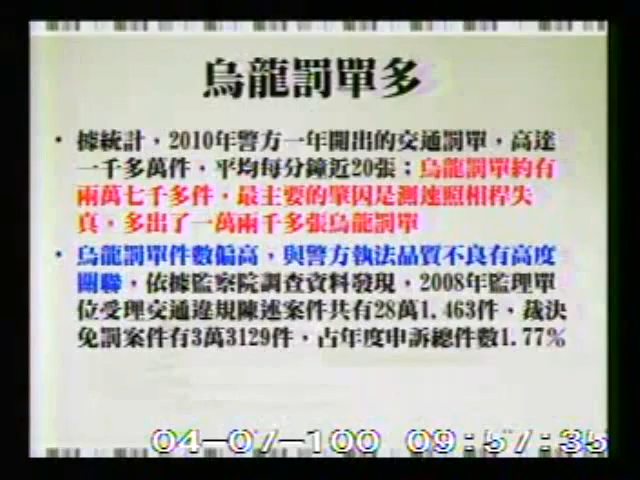 烏龍罰單多
• 據統計，2010年警方一年開出的交通罰單，高達
一千多萬件，平均每分鐘近20張；烏龍罰單約有
兩萬七千多件，最主要的肇因是測速照相桿失
真，多出了一萬兩千多張烏龍罰單
• 烏龍罰單件數偏高，與警方執法品質不良有高度
關聯，依據監察院調查資料發現，2008年監理單
位受理交通違規陳述案件共有28萬1,463件，裁決
免罰案件有3萬3129件，占年度申訴總件數1.77%
04-07-100 09:57:35